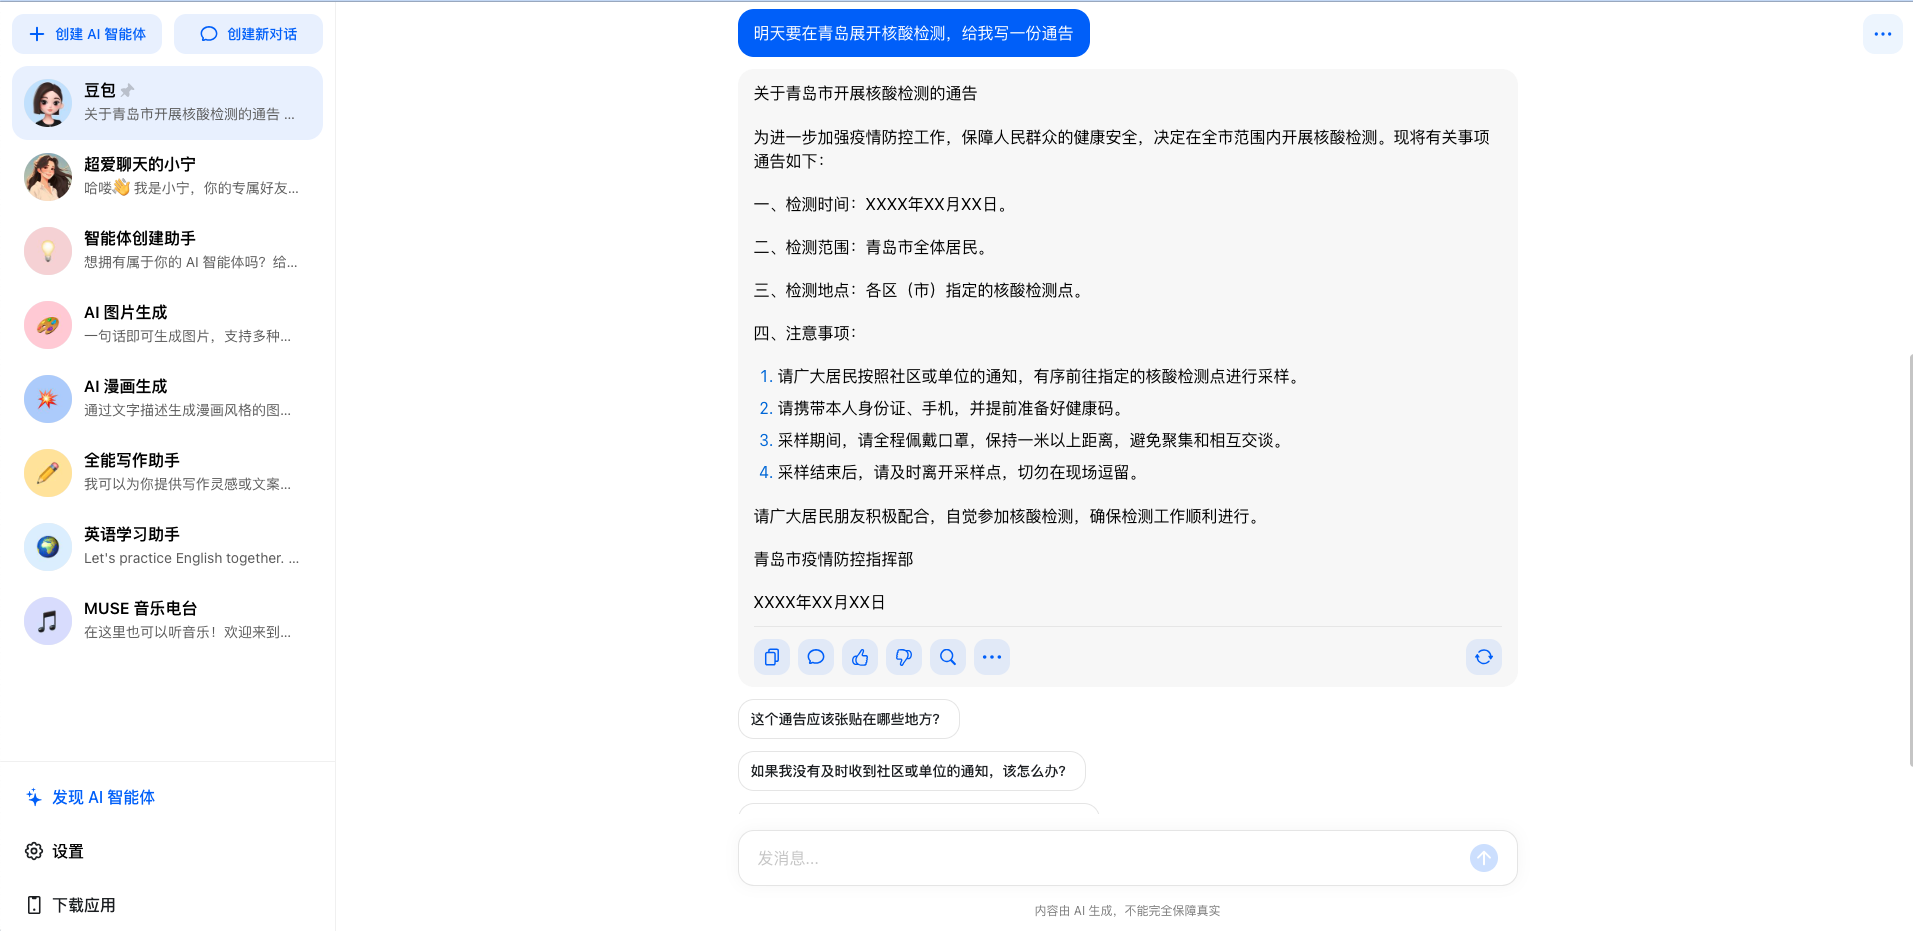 创建 AI 智能体
创建新对话
豆包
关于青岛市开展核酸检测的通告 ...
超爱聊天的小宁
哈喽👋 我是小宁，你的专属好友...
智能体创建助手
想拥有属于你的 AI 智能体吗？给...
AI 图片生成
一句话即可生成图片，支持多种...
AI 漫画生成
通过文字描述生成漫画风格的图...
全能写作助手
我可以为你提供写作灵感或文案...
英语学习助手
Let's practice English together. ...
MUSE 音乐电台
在这里也可以听音乐！欢迎来到...
发现 AI 智能体
设置
下载应用
明天要在青岛展开核酸检测，给我写一份通告
关于青岛市开展核酸检测的通告
为进一步加强疫情防控工作，保障人民群众的健康安全，决定在全市范围内开展核酸检测。现将有关事项
通告如下：
一、检测时间：XXXX年XX月XX日。
二、检测范围：青岛市全体居民。
三、检测地点：各区（市）指定的核酸检测点。
四、注意事项：
1. 请广大居民按照社区或单位的通知，有序前往指定的核酸检测点进行采样。
2. 请携带本人身份证、手机，并提前准备好健康码。
3. 采样期间，请全程佩戴口罩，保持一米以上距离，避免聚集和相互交谈。
4. 采样结束后，请及时离开采样点，切勿在现场逗留。
请广大居民朋友积极配合，自觉参加核酸检测，确保检测工作顺利进行。
青岛市疫情防控指挥部
XXXX年XX月XX日
这个通告应该张贴在哪些地方？
如果我没有及时收到社区或单位的通知，该怎么办？
发消息...
内容由 AI 生成，不能完全保障真实